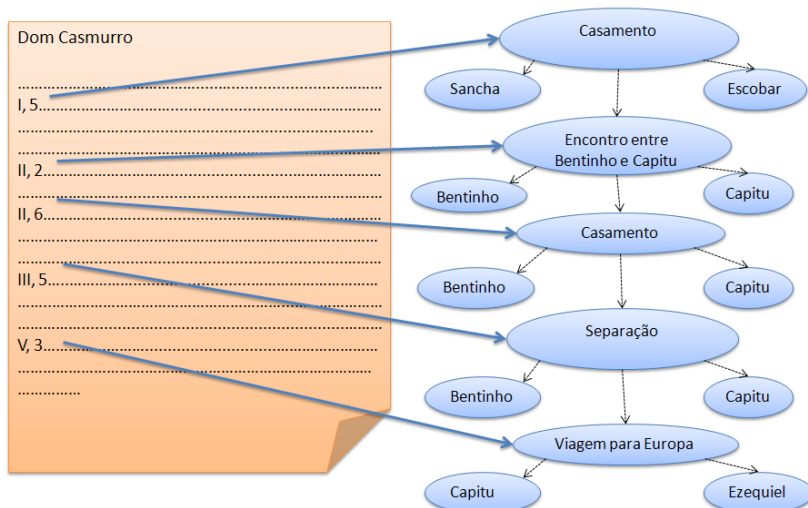 Dom Casmurro
................................................................................
I, 5...........................................................................
..............................................................................
................................................................................
II, 2..........................................................................
................................................................................
II, 6..........................................................................
...............................................................................
................................................................................
III, 5.........................................................................
................................................................................
................................................................................
V, 3..........................................................................
.............................................................................
..............
Casamento
Sancha
Escobar
Encontro entre
Bentinho e Capitu
Bentinho
Capitu
Casamento
Bentinho
Capitu
Separação
Bentinho
Capitu
Viagem para Europa
Capitu
Ezequiel